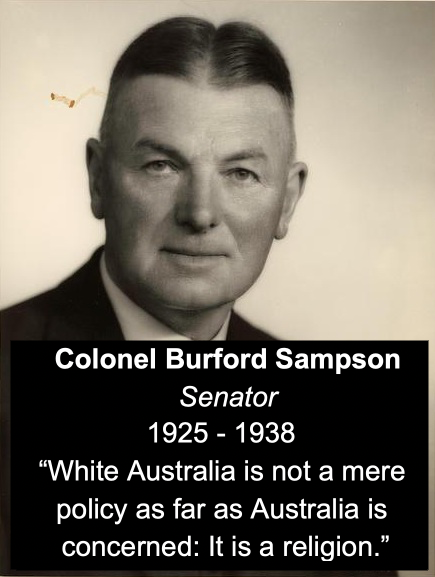 Colonel Burford Sampson
Senator
1925 - 1938
“White Australia is not a mere
policy as far as Australia is
concerned: It is a religion.”